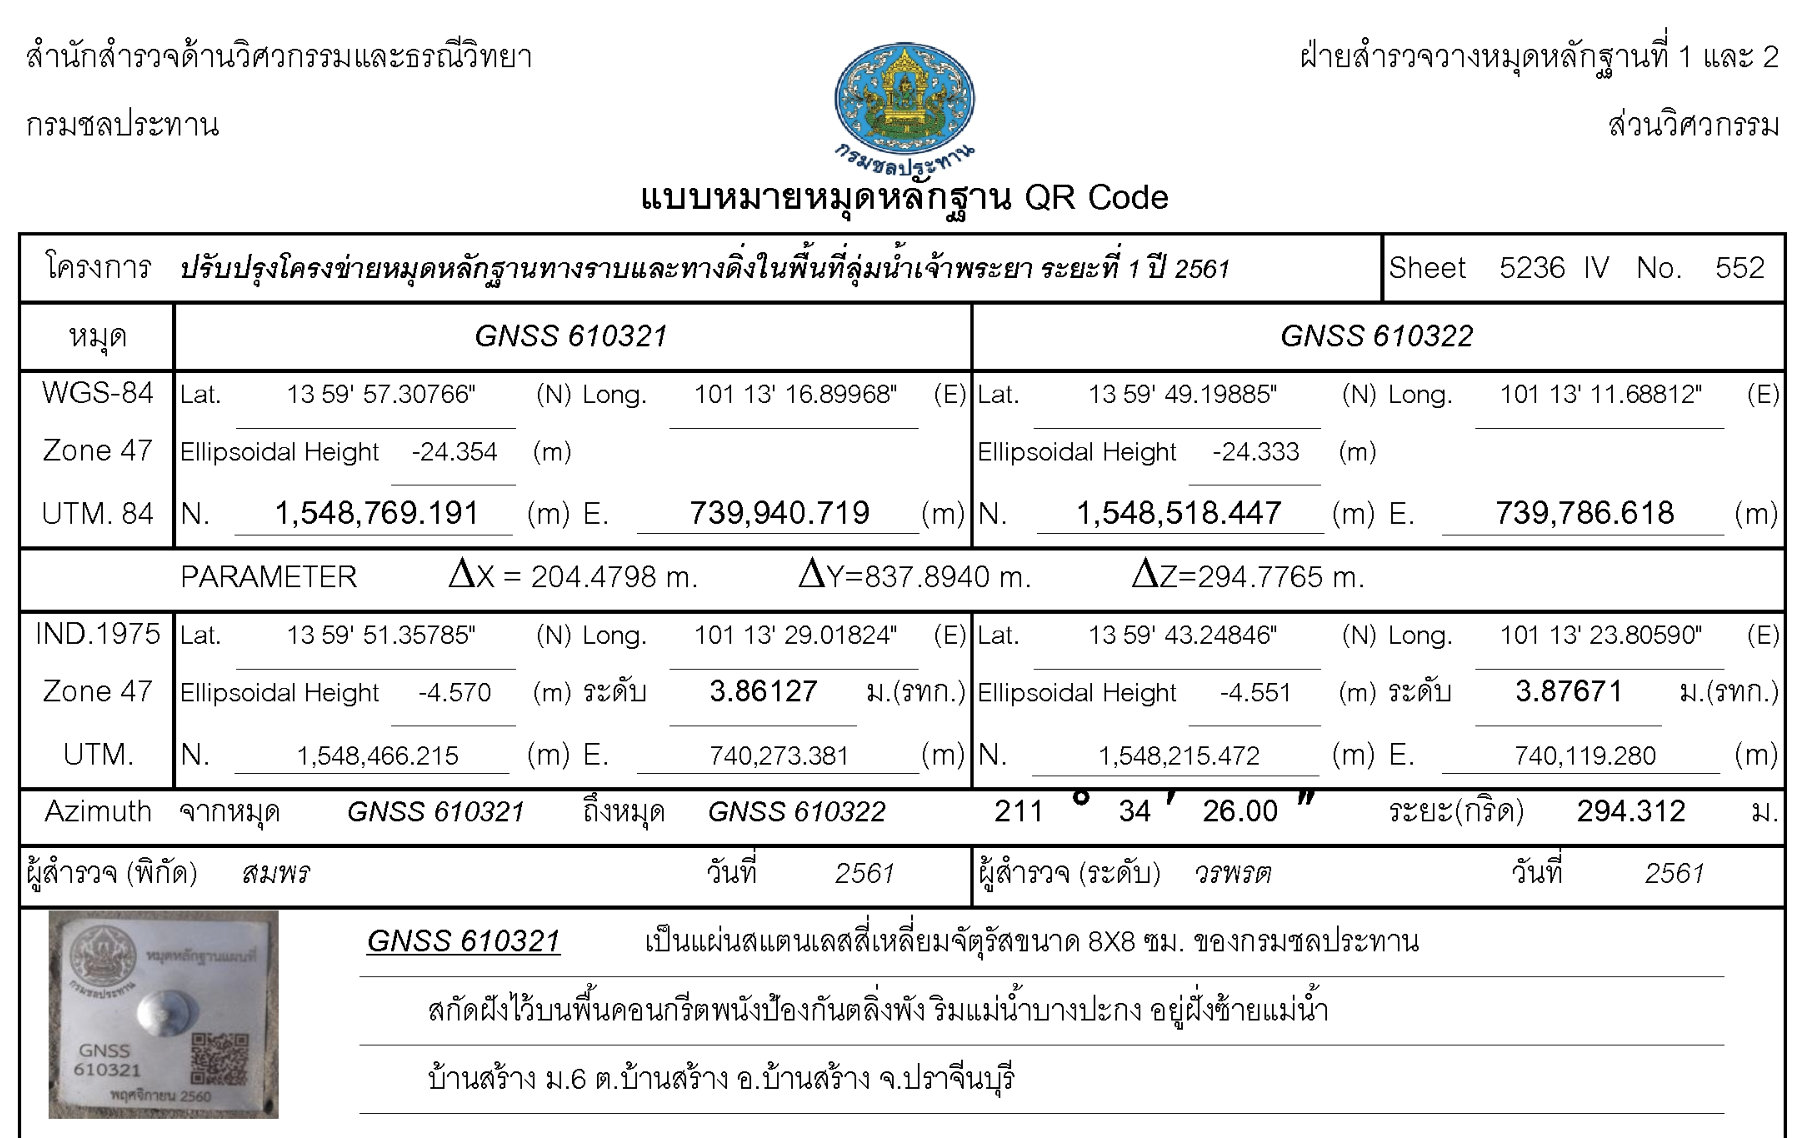 สำนักสำรวจด้านวิศวกรรมและธรณีวิทยา
ฝ่ายสำรวจวางหมุดหลักฐานที่ 1 และ 2
กรมชลประทาน
ส่วนวิศวกรรม
กรมชลประทาน
แบบหมายหมุดหลักฐาน QR Code
โครงการ ปรับปรุงโครงข่ายหมุดหลักฐานทางราบและทางดิ่งในพื้นที่ลุ่มน้ำเจ้าพระยา ระยะที่ 1 ปี 2561 Sheet 5236 IV No. 552
หมุด GNSS 610321 GNSS 610322
WGS-84 Lat. 13 59' 57.30766" (N) Long. 101 13' 16.89968" (E) Lat. 13 59' 49.19885" (N) Long. 101 13' 11.68812" (E)
Zone 47 Ellipsoidal Height -24.354 (m) Ellipsoidal Height -24.333 (m)
UTM. 84 N. 1,548,769.191 (m) E. 739,940.719 (m) N. 1,548,518.447 (m) E. 739,786.618 (m)
PARAMETER ΔX = 204.4798 m. ΔY=837.8940 m. ΔZ=294.7765 m.
IND.1975 Lat. 13 59' 51.35785" (N) Long. 101 13' 29.01824" (E) Lat. 13 59' 43.24846" (N) Long. 101 13' 23.80590" (E)
Zone 47 Ellipsoidal Height -4.570 (m) ระดับ 3.86127 ม.(รทก.) Ellipsoidal Height -4.551 (m) ระดับ 3.87671 ม.(รทก.)
UTM. N. 1,548,466.215 (m) E. 740,273.381 (m) N. 1,548,215.472 (m) E. 740,119.280 (m)
Azimuth จากหมุด GNSS 610321 ถึงหมุด GNSS 610322 211 ° 34 ' 26.00 " ระยะ(กริด) 294.312 ม.
ผู้สำรวจ (พิกัด) สมพร วันที่ 2561 ผู้สำรวจ (ระดับ) วรพรต วันที่ 2561
หมุดหลักฐานแผนที่
กรมชลประทาน
GNSS
610321
พฤศจิกายน 2560
GNSS 610321 เป็นแผ่นสแตนเลสสี่เหลี่ยมจัตุรัสขนาด 8X8 ซม. ของกรมชลประทาน
สกัดฝังไว้บนพื้นคอนกรีตพนังป้องกันตลิ่งพัง ริมแม่น้ำบางปะกง อยู่ฝั่งซ้ายแม่น้ำ
บ้านสร้าง ม.6 ต.บ้านสร้าง อ.บ้านสร้าง จ.ปราจีนบุรี